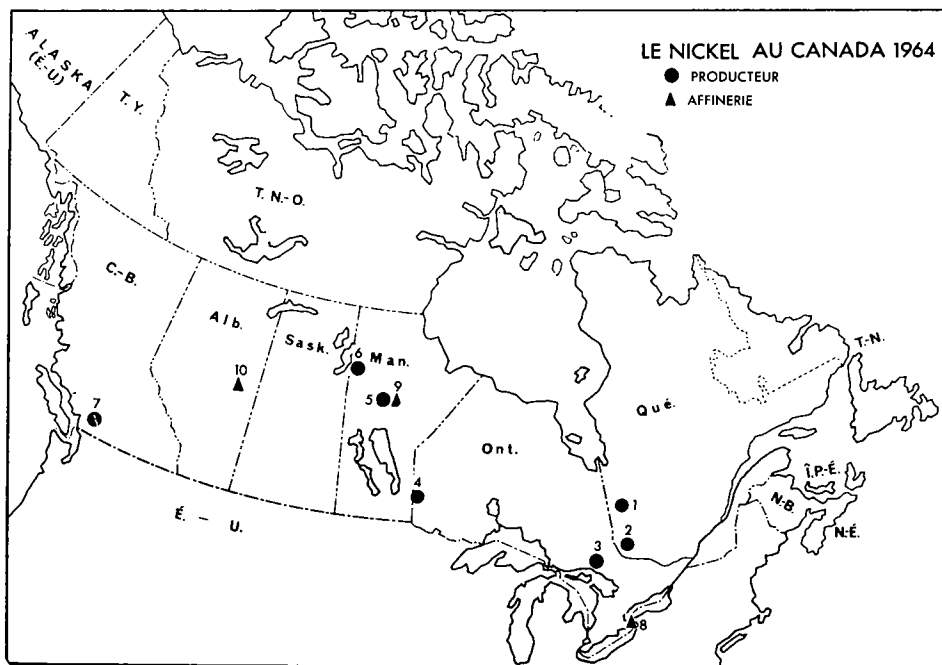 LE NICKEL AU CANADA 1964
PRODUCTEUR
AFFINERIE
ALASKA
(É-U)
T.Y.
T.N.-O.
C.-B.
Alb.
Sask.
Man.
Ont.
Qué.
T.-N.
Î.P.-É.
N.-B.
N.-É.
É. – U.
10
6
5
9
7
4
1
2
3
8